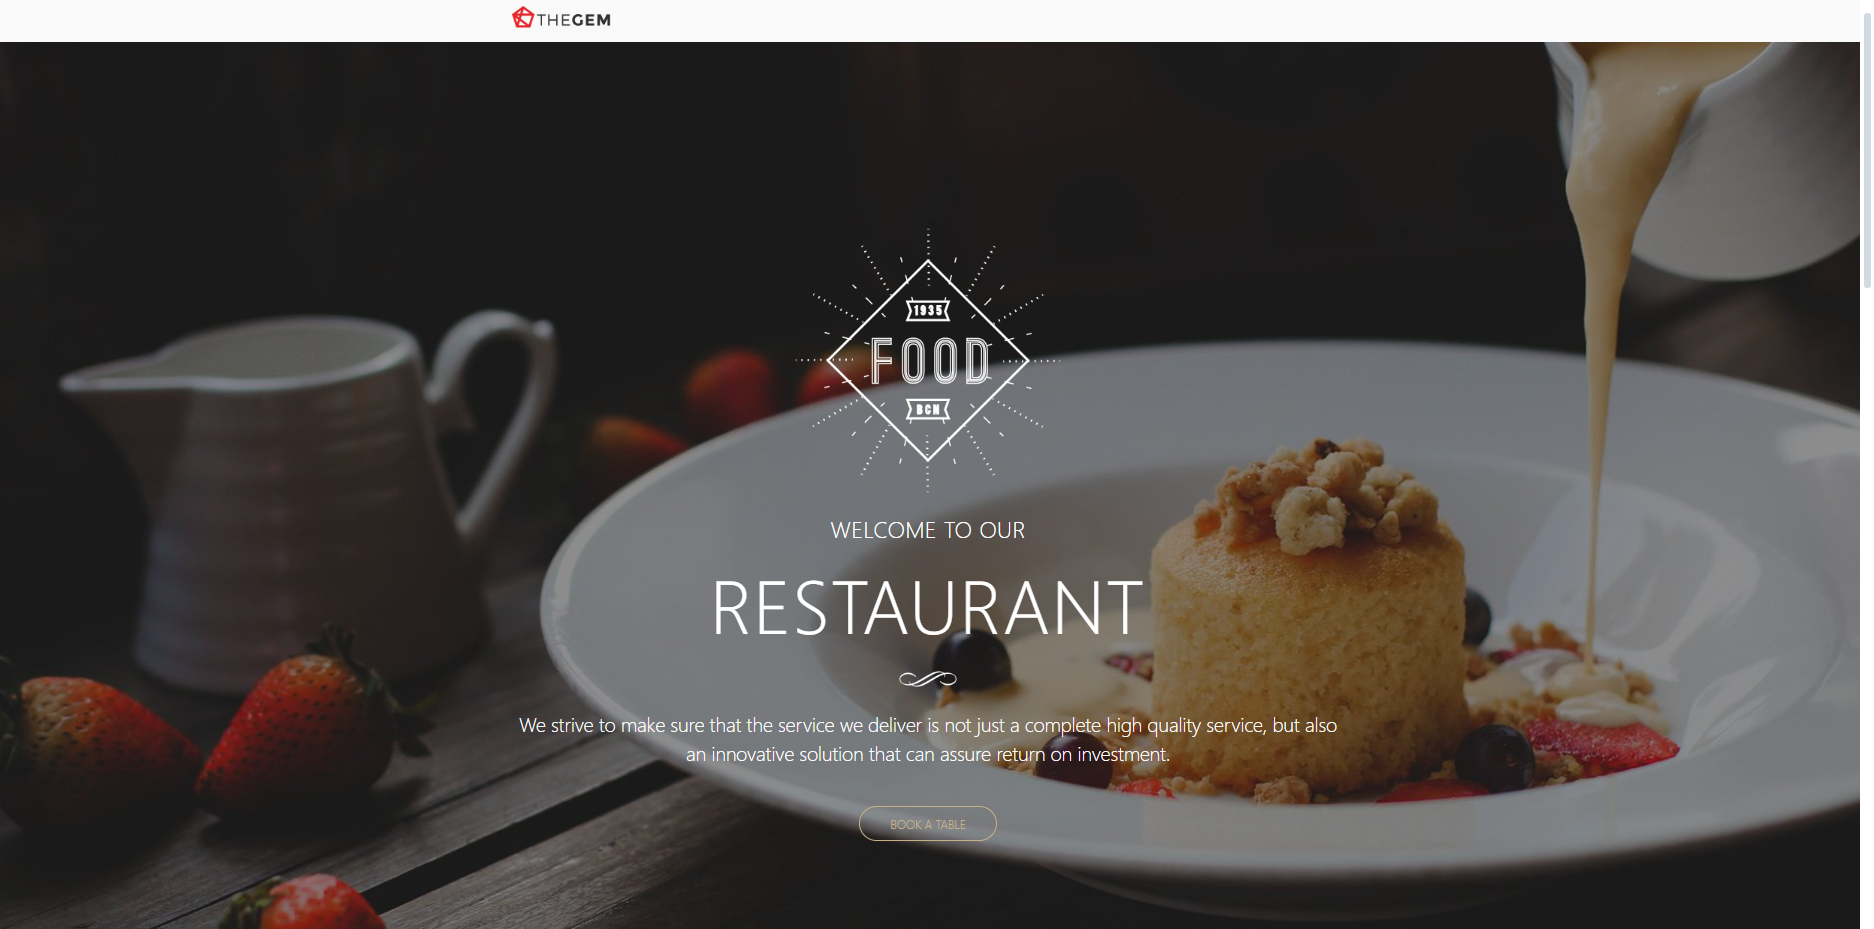 THEGEM
1935
FOOD
BCN
WELCOME TO OUR
RESTAURANT
We strive to make sure that the service we deliver is not just a complete high quality service, but also
an innovative solution that can assure return on investment.
BOOK A TABLE